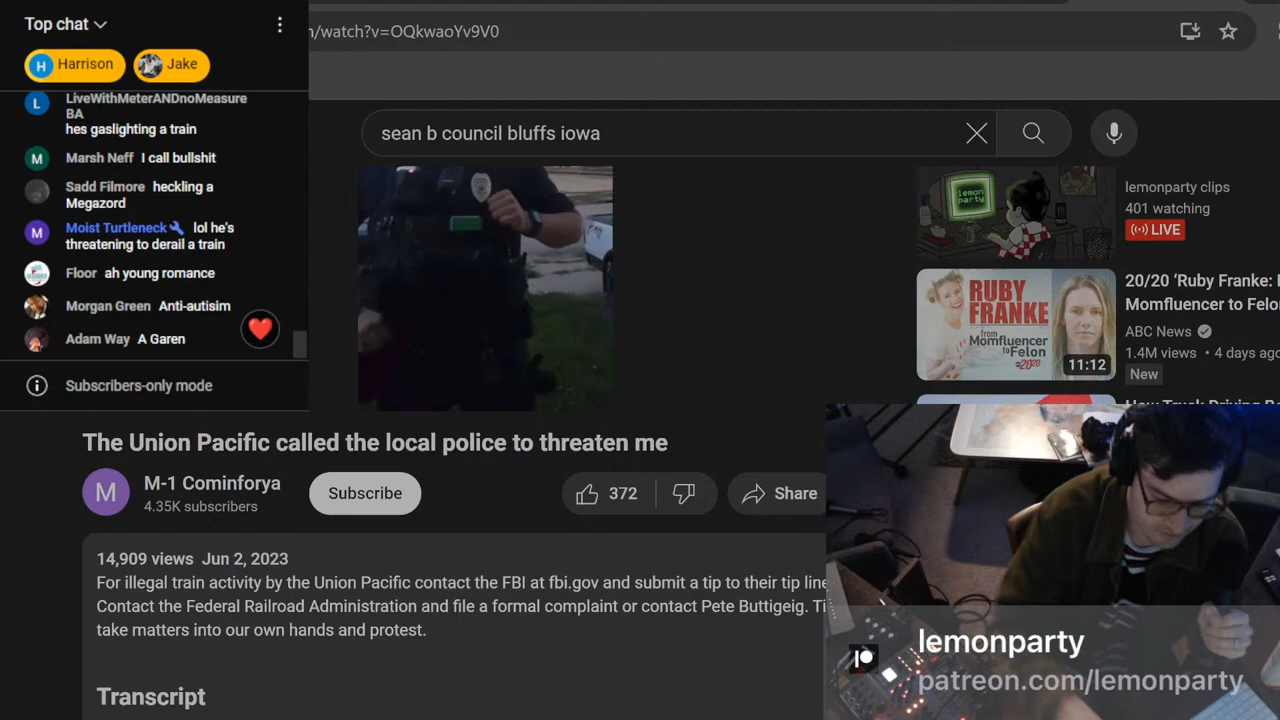 Top chat
H Harrison
Jake
L LiveWithMeterANDnoMeasure
BA
hes gaslighting a train
M Marsh Neff I call bullshit
Sadd Filmore heckling a
Megazord
M Moist Turtleneck lol he's
threatening to derail a train
Floor ah young romance
Morgan Green Anti-autisim
Adam Way A Garen
Subscribers-only mode
/watch?v=OQkwaoYv9V0
sean b council bluffs iowa
lemon
party
lemonparty clips
401 watching
LIVE
RUBY
FRANKE
from Momfluencer
to Felon
20/20
11:12
20/20 ‘Ruby Franke:
Momfluencer to Felo
ABC News
1.4M views • 4 days ago
New
The Union Pacific called the local police to threaten me
M
M-1 Cominforya
4.35K subscribers
Subscribe
372
Share
14,909 views Jun 2, 2023
For illegal train activity by the Union Pacific contact the FBI at fbi.gov and submit a tip to their tip line
Contact the Federal Railroad Administration and file a formal complaint or contact Pete Buttigeig. Ti
take matters into our own hands and protest.
Transcript
lemonparty
patreon.com/lemonparty